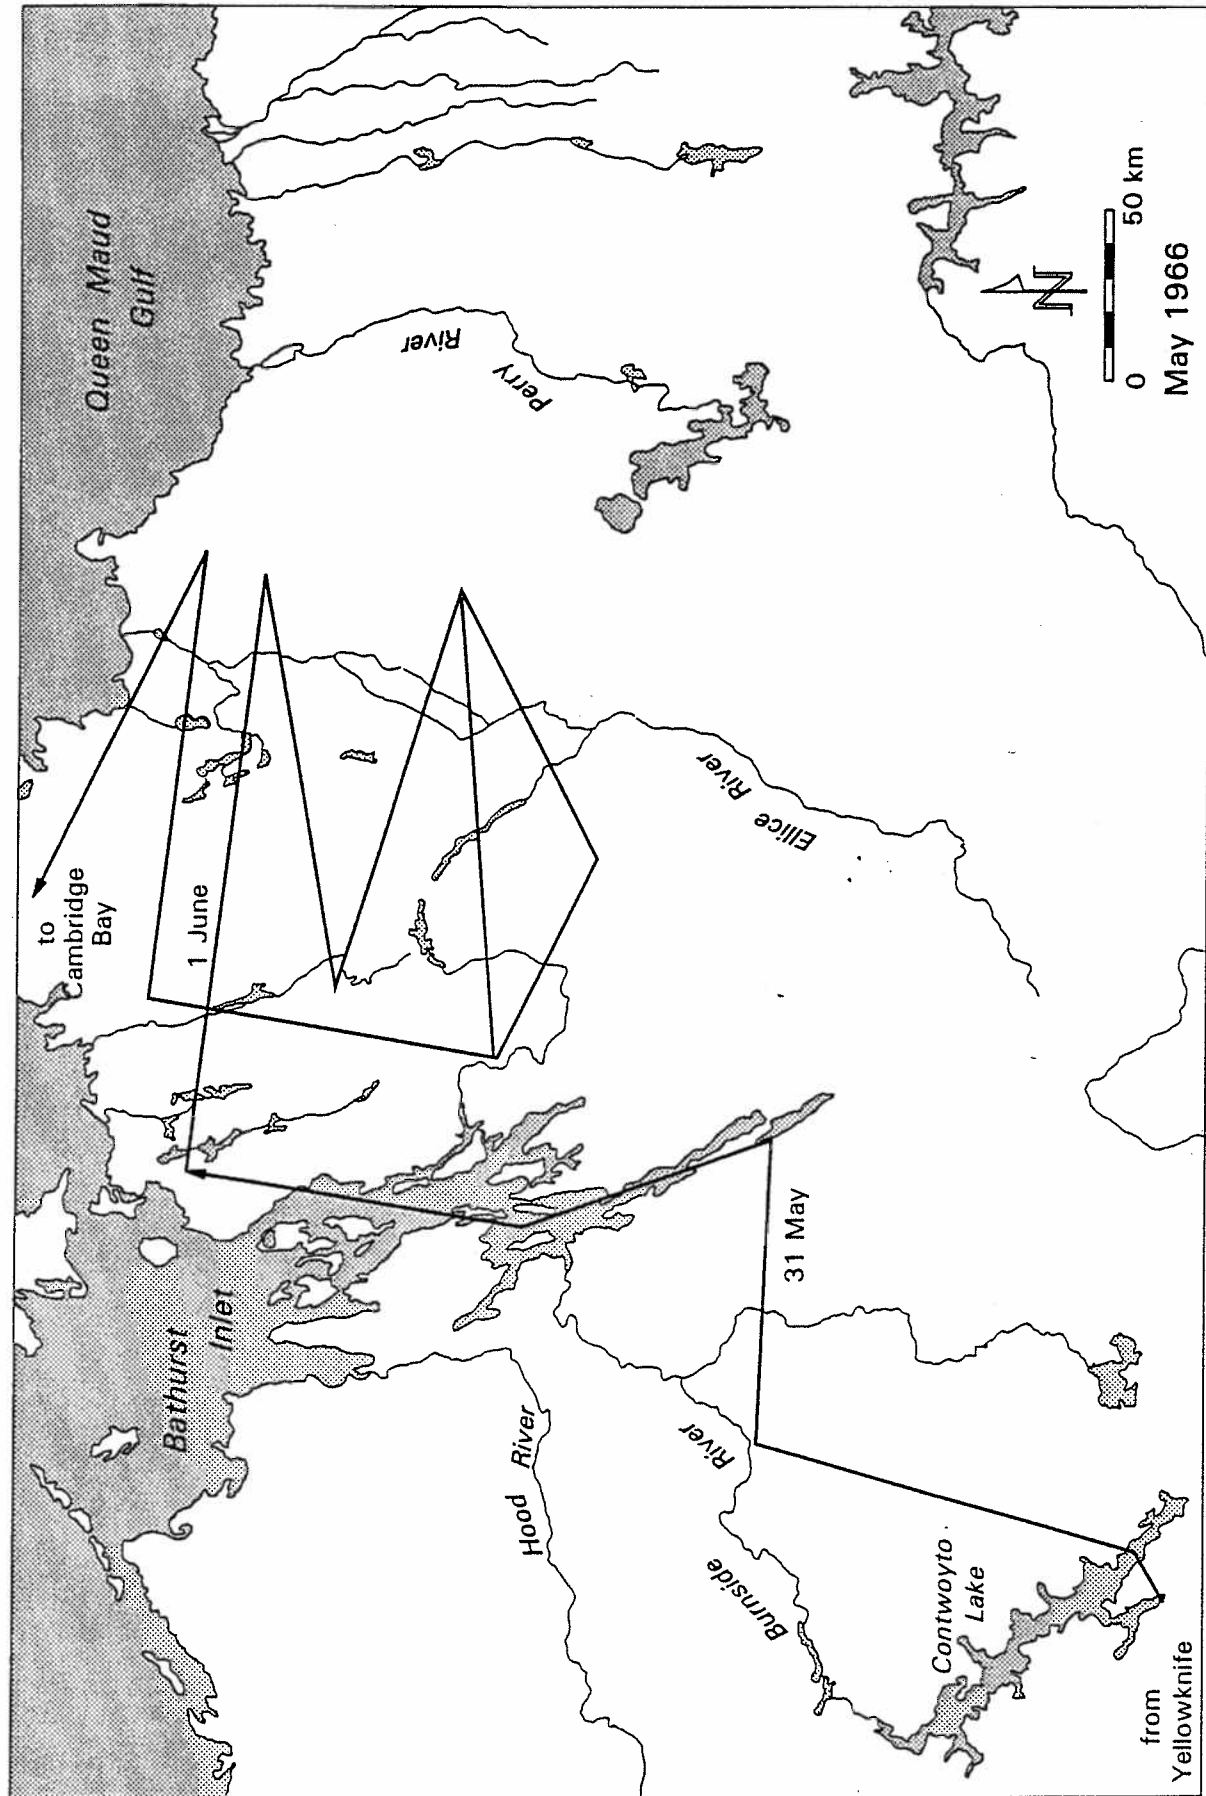 Queen Maud
Gulf
to
Cambridge
Bay
1 June
Bathurst
Inlet
Perry
River
Ellice River
31 May
Hood River
Burnside
River
Contwoyto
Lake
from
Yellowknife
N
0
50 km
May 1966